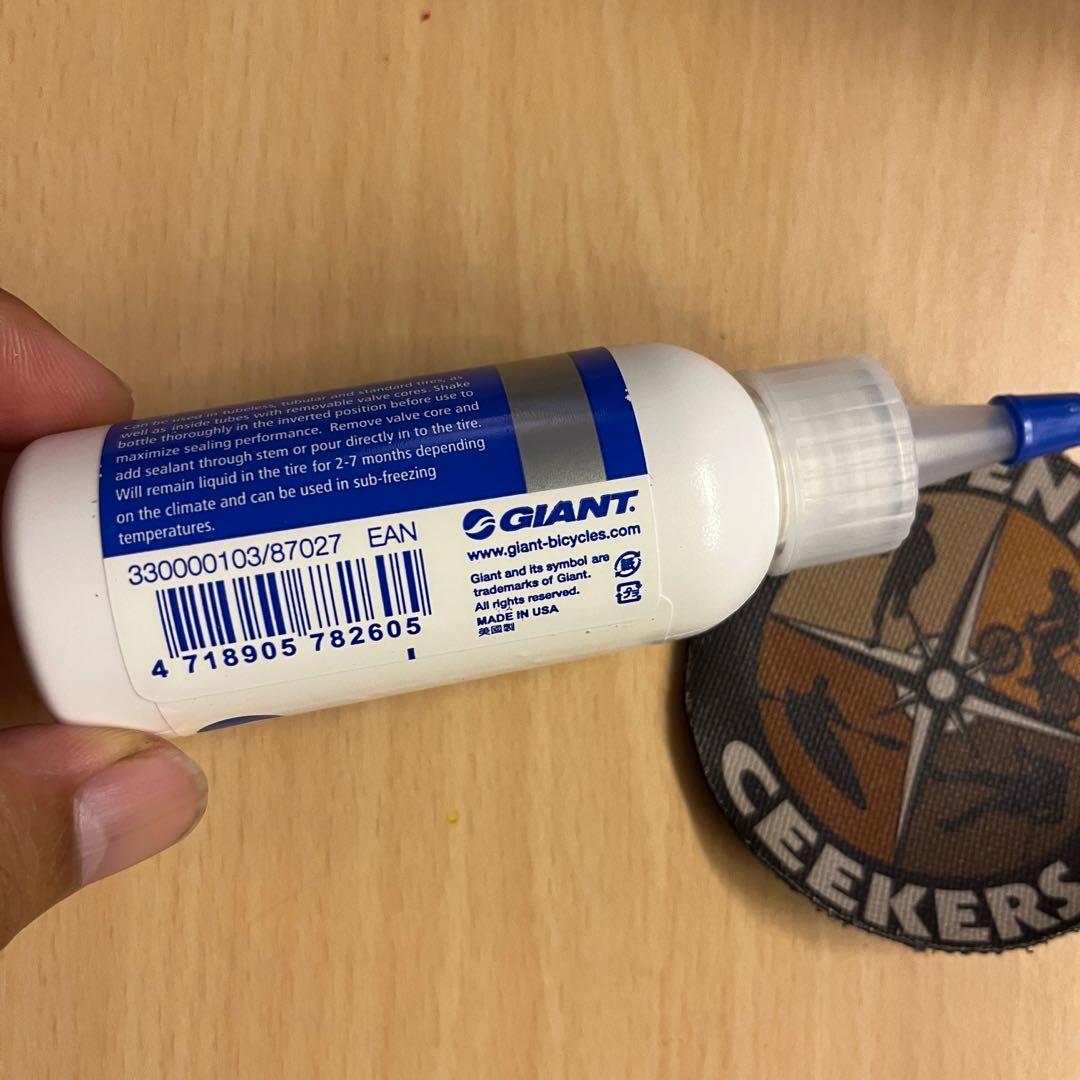 Can be used in tubeless, tubular and standard tires, as
well as inside tubes with removable valve cores. Shake
bottle thoroughly in the inverted position before use to
maximize sealing performance. Remove valve core and
add sealant through stem or pour directly in to the tire.
Will remain liquid in the tire for 2-7 months depending
on the climate and can be used in sub-freezing
temperatures.
330000103/87027 EAN
4 718905 782605
GIANT
www.giant-bicycles.com
Giant and its symbol are
trademarks of Giant.
All rights reserved.
MADE IN USA
美國製
紙
プラ
CEEKERS